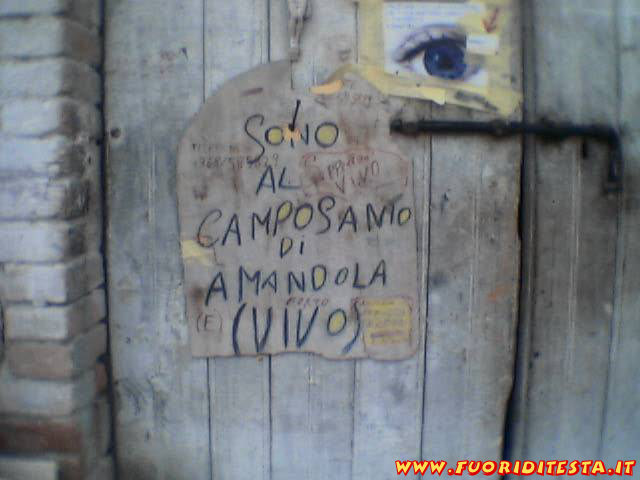 SONO
AL
CAMPOSANTO
DI
AMANDOLA
(E) (VIVO)
WWW.FUORIDITESTA.IT